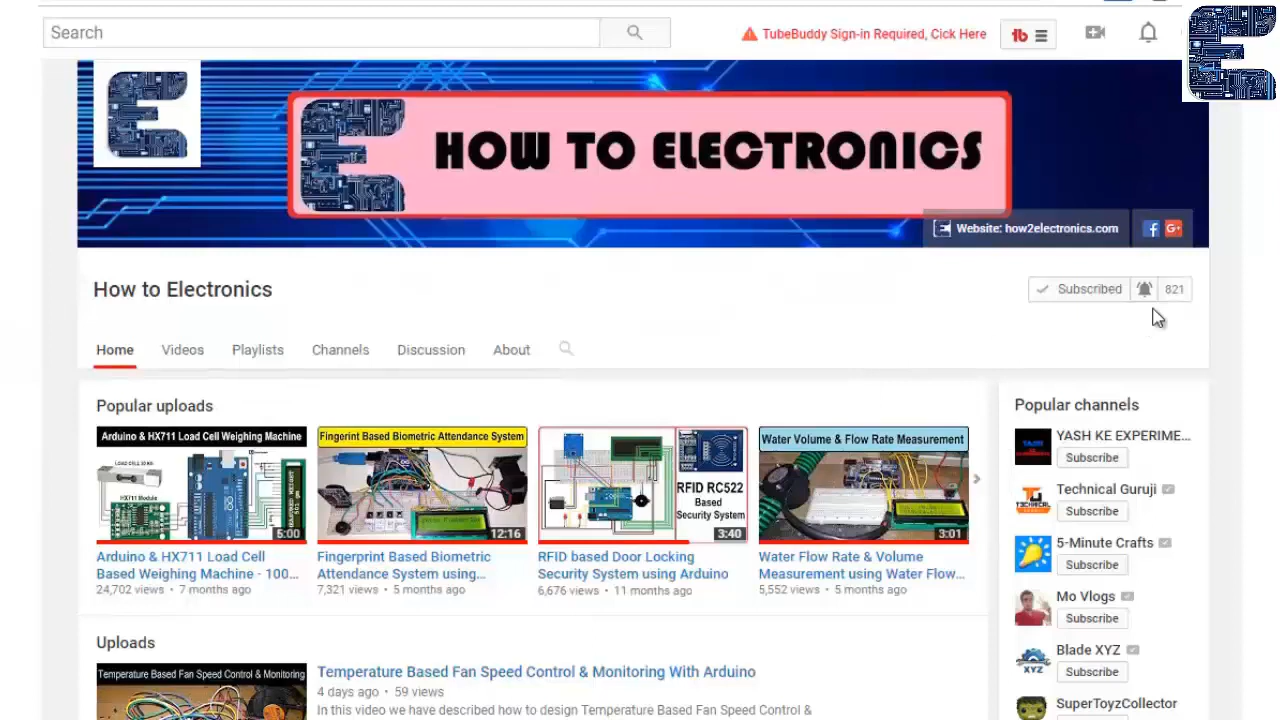 Search
TubeBuddy Sign-in Required, Cick Here
HOW TO ELECTRONICS
Website: how2electronics.com
How to Electronics
Subscribed
821
Home
Videos
Playlists
Channels
Discussion
About
Popular uploads
Arduino & HX711 Load Cell Weighing Machine
LOAD CELL
HX711 Module
5:00
Arduino & HX711 Load Cell
Based Weighing Machine - 100...
24,702 views • 7 months ago
Fingerint Based Biometric Attendance System
12:16
Fingerprint Based Biometric
Attendance System using...
7,321 views • 5 months ago
RFID RC522
Based
Security System
3:40
RFID based Door Locking
Security System using Arduino
6,676 views • 11 months ago
Water Volume & Flow Rate Measurement
3:01
Water Flow Rate & Volume
Measurement using Water Flow...
5,552 views • 5 months ago
Popular channels
YASH KE EXPERIME...
Subscribe
Technical Guruji
Subscribe
5-Minute Crafts
Subscribe
Mo Vlogs
Subscribe
Blade XYZ
Subscribe
SuperToyzCollector
Uploads
Temperature Based Fan Speed Control & Monitoring
Temperature Based Fan Speed Control & Monitoring With Arduino
4 days ago • 59 views
In this video we have described how to design Temperature Based Fan Speed Control &